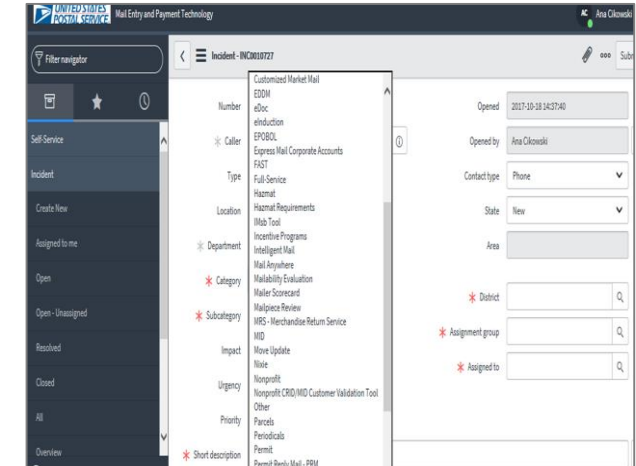 UNITED STATES
POSTAL SERVICE
Mail Entry and Payment Technology
AC
Ana Cikowski
Filter navigator
Self-Service
Incident
Create New
Assigned to me
Open
Open - Unassigned
Resolved
Closed
All
Overview
Incident - INC0010727
Number
Caller
Type
Location
Department
Category
Subcategory
Impact
Urgency
Priority
Short description
Customized Market Mail
EDDM
eDoc
eInduction
EPOBOL
Express Mail Corporate Accounts
FAST
Full-Service
Hazmat
Hazmat Requirements
IMsb Tool
Incentive Programs
Intelligent Mail
Mail Anywhere
Mailability Evaluation
Mailer Scorecard
Mailpiece Review
MRS - Merchandise Return Service
MID
Move Update
Nixie
Nonprofit
Nonprofit CRID/MID Customer Validation Tool
Other
Parcels
Periodicals
Permit
Permit Reply Mail - PRM
Opened
2017-10-18 14:37:40
Opened by
Ana Cikowski
Contact type
Phone
State
New
Area
District
Assignment group
Assigned to